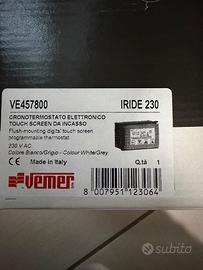 VE457800 IRIDE 230
CRONOTERMOSTATO ELETTRONICO
TOUCH SCREEN DA INCASSO
Flush-mounting digital touch screen
programmable thermostat
230 V AC
Colore Bianco/Grigio - Colour White/Grey
CE Made in Italy Q.tà 1
vemer
8 007951 123064
subito